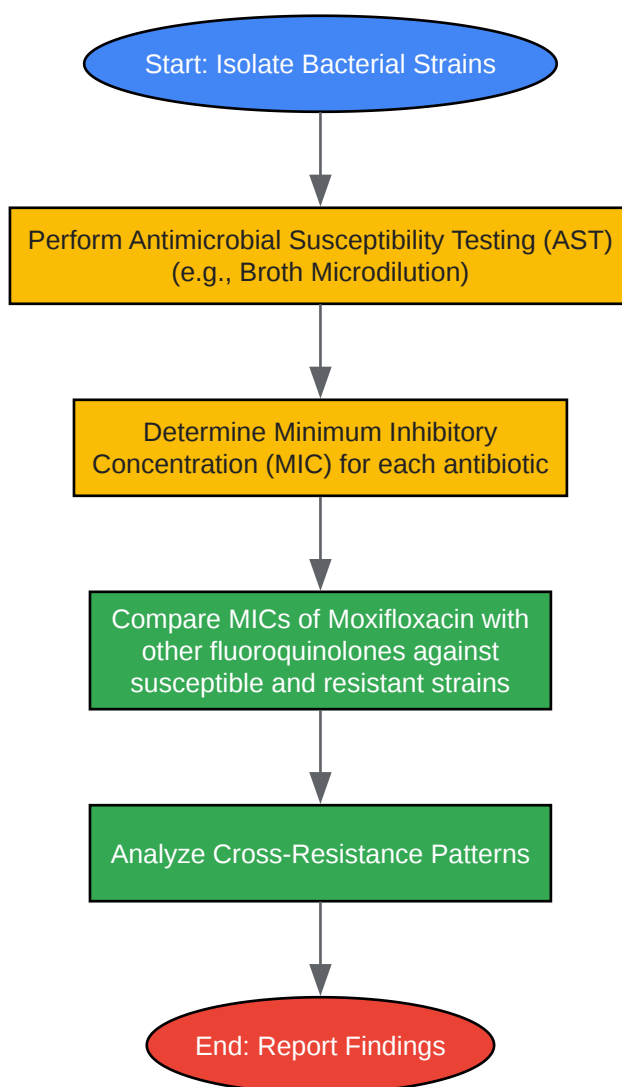 Start: Isolate Bacterial Strains
Perform Antimicrobial Susceptibility Testing (AST)
(e.g., Broth Microdilution)
Determine Minimum Inhibitory
Concentration (MIC) for each antibiotic
Compare MICs of Moxifloxacin with
other fluoroquinolones against
susceptible and resistant strains
Analyze Cross-Resistance Patterns
End: Report Findings